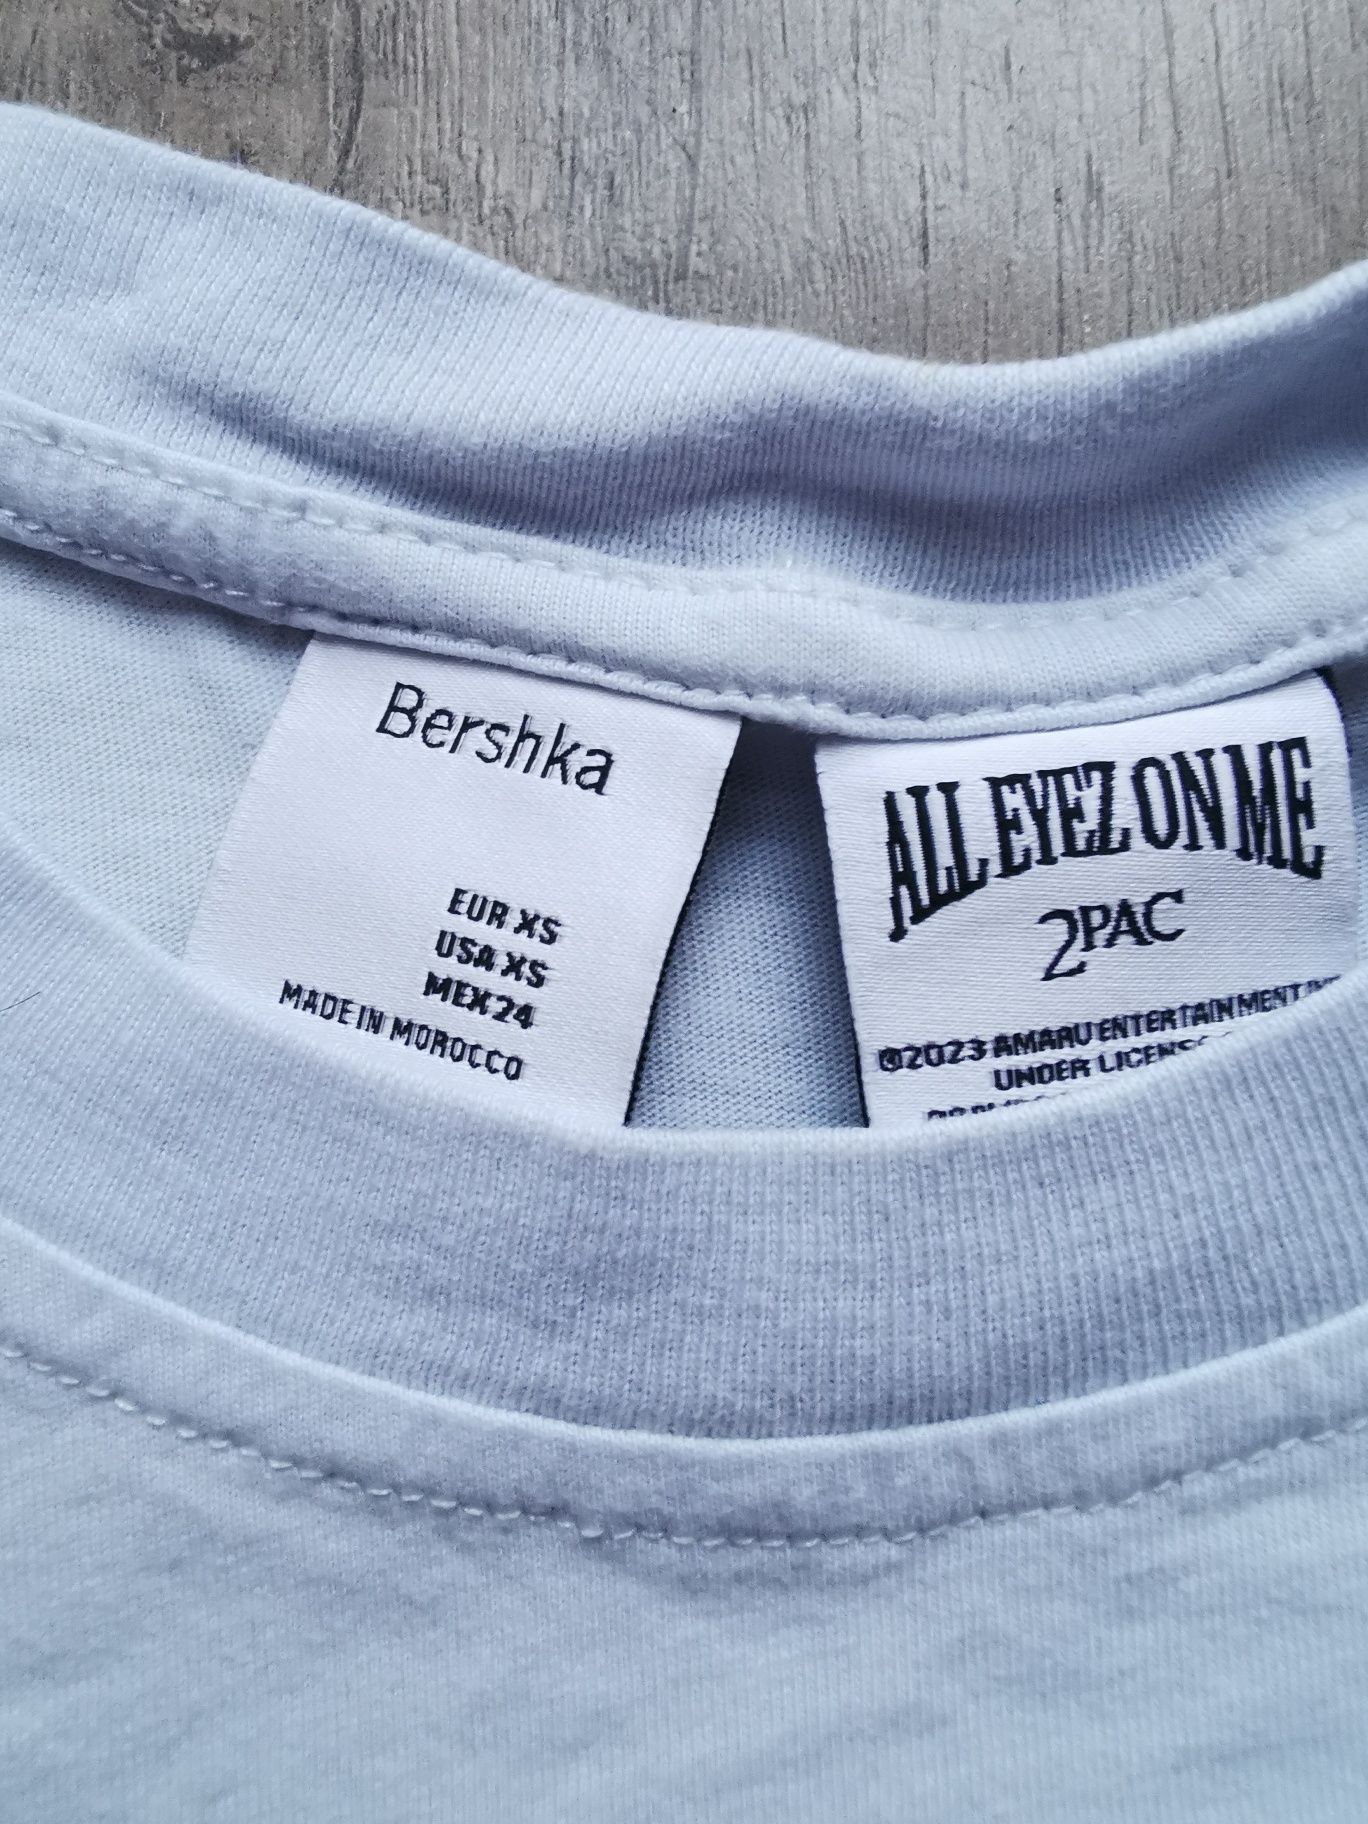 Bershka
EUR XS
USA XS
MEX 24
MADE IN MOROCCO
ALL EYEZ ON ME
2PAC
©2023 AMARU ENTERTAINMENT
UNDER